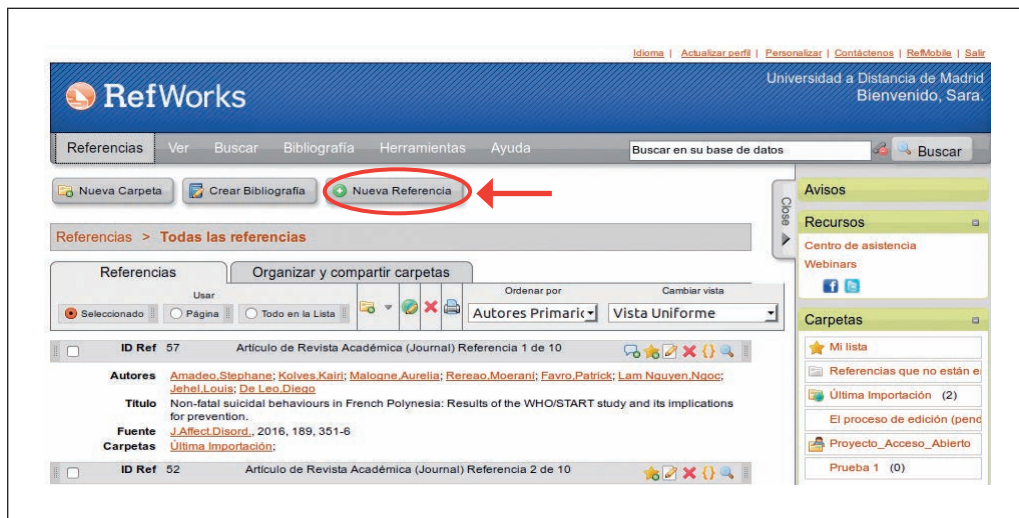 Idioma | Actualizar perfil | Personalizar | Contáctenos | RefMobile | Salir
Universidad a Distancia de Madrid
Bienvenido, Sara.
RefWorks
Referencias Ver Buscar Bibliografía Herramientas Ayuda Buscar en su base de datos Buscar
Nueva Carpeta Crear Bibliografía Nueva Referencia
Close
Referencias > Todas las referencias
Referencias Organizar y compartir carpetas
Usar Ordenar por Cambiar vista
Seleccionado Página Todo en la Lista Autores Primaric Vista Uniforme
ID Ref 57 Artículo de Revista Académica (Journal) Referencia 1 de 10
Autores Amadeo,Stephane; Kolves,Kairi; Malogne,Aurelia; Rereao,Moerani; Favro,Patrick; Lam Nguyen,Ngoc;
Jehel,Louis; De Leo,Diego
Título Non-fatal suicidal behaviours in French Polynesia: Results of the WHO/START study and its implications
for prevention.
Fuente J.Affect.Disord., 2016, 189, 351-6
Carpetas Última Importación;
ID Ref 52 Artículo de Revista Académica (Journal) Referencia 2 de 10
Avisos
Recursos
Centro de asistencia
Webinars
Carpetas
Mi lista
Referencias que no están e
Última Importación (2)
El proceso de edición (pend
Proyecto_Acceso_Abierto
Prueba 1 (0)